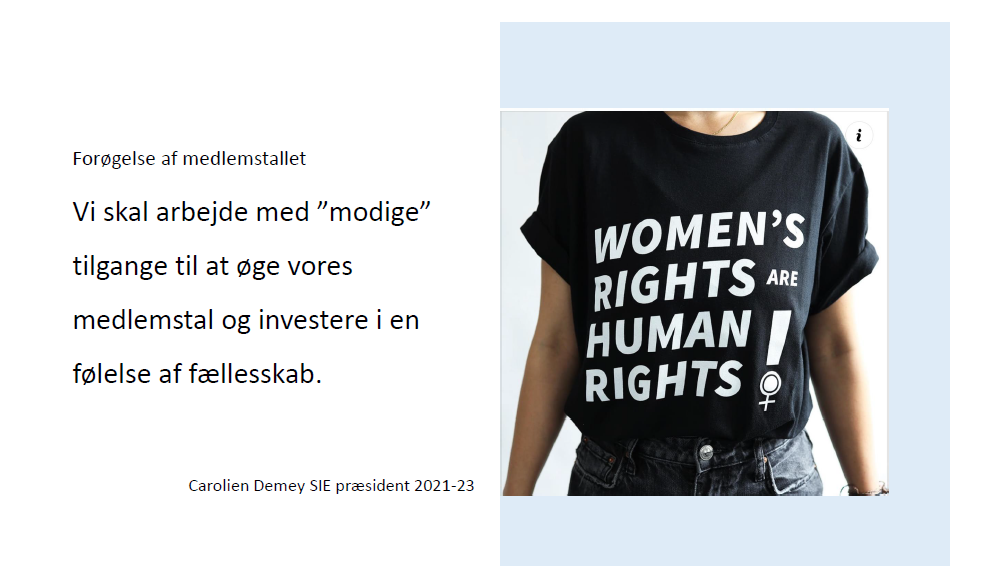 Forøgelse af medlemstallet
Vi skal arbejde med ”modige”
tilgange til at øge vores
medlemstal og investere i en
følelse af fællesskab.
Carolien Demey SIE præsident 2021-23
i
WOMEN’S
RIGHTS ARE
HUMAN
RIGHTS !